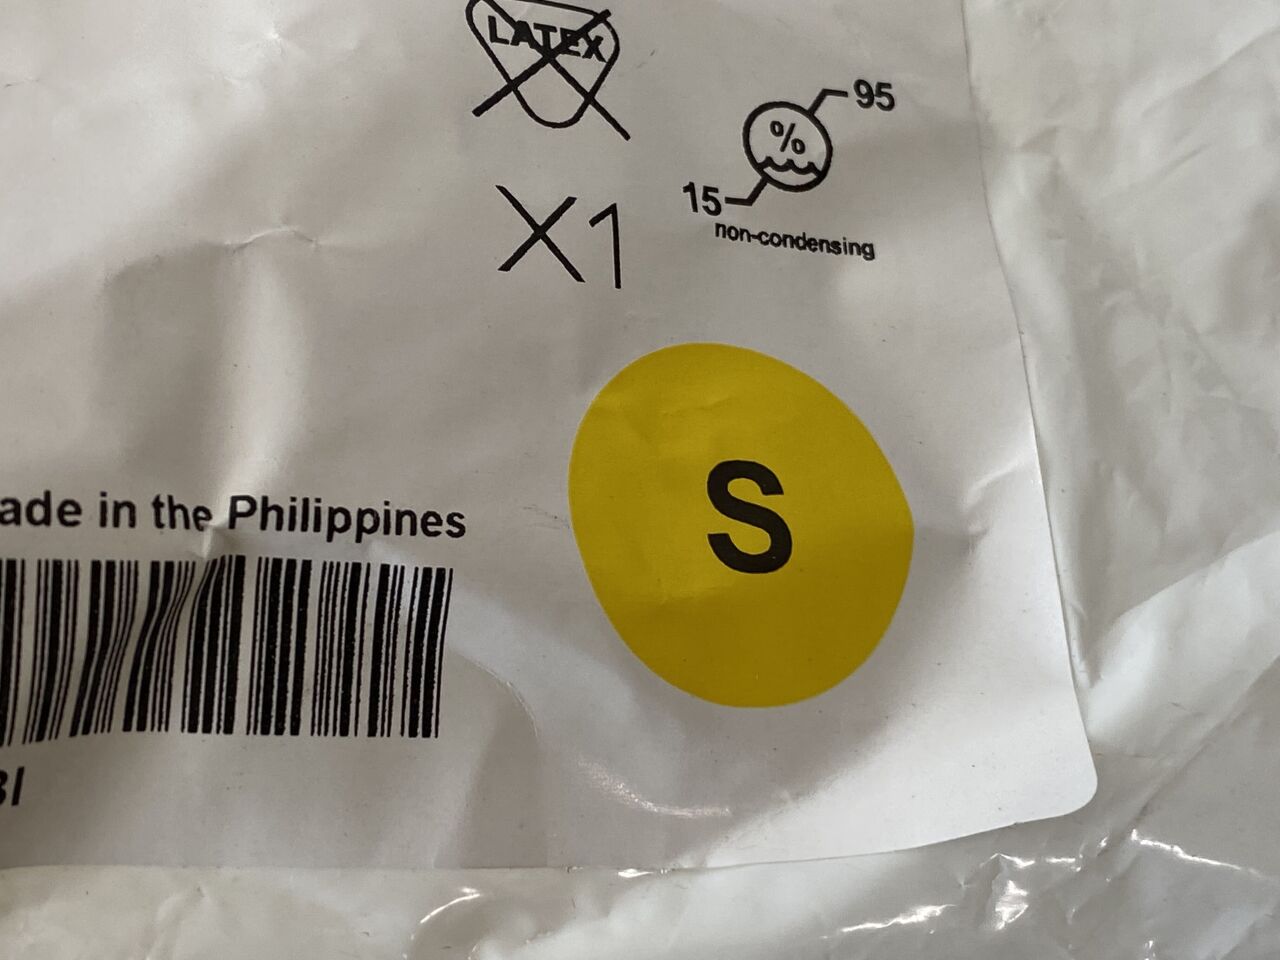 LATEX
95
%
15
non-condensing
X1
S
ade in the Philippines